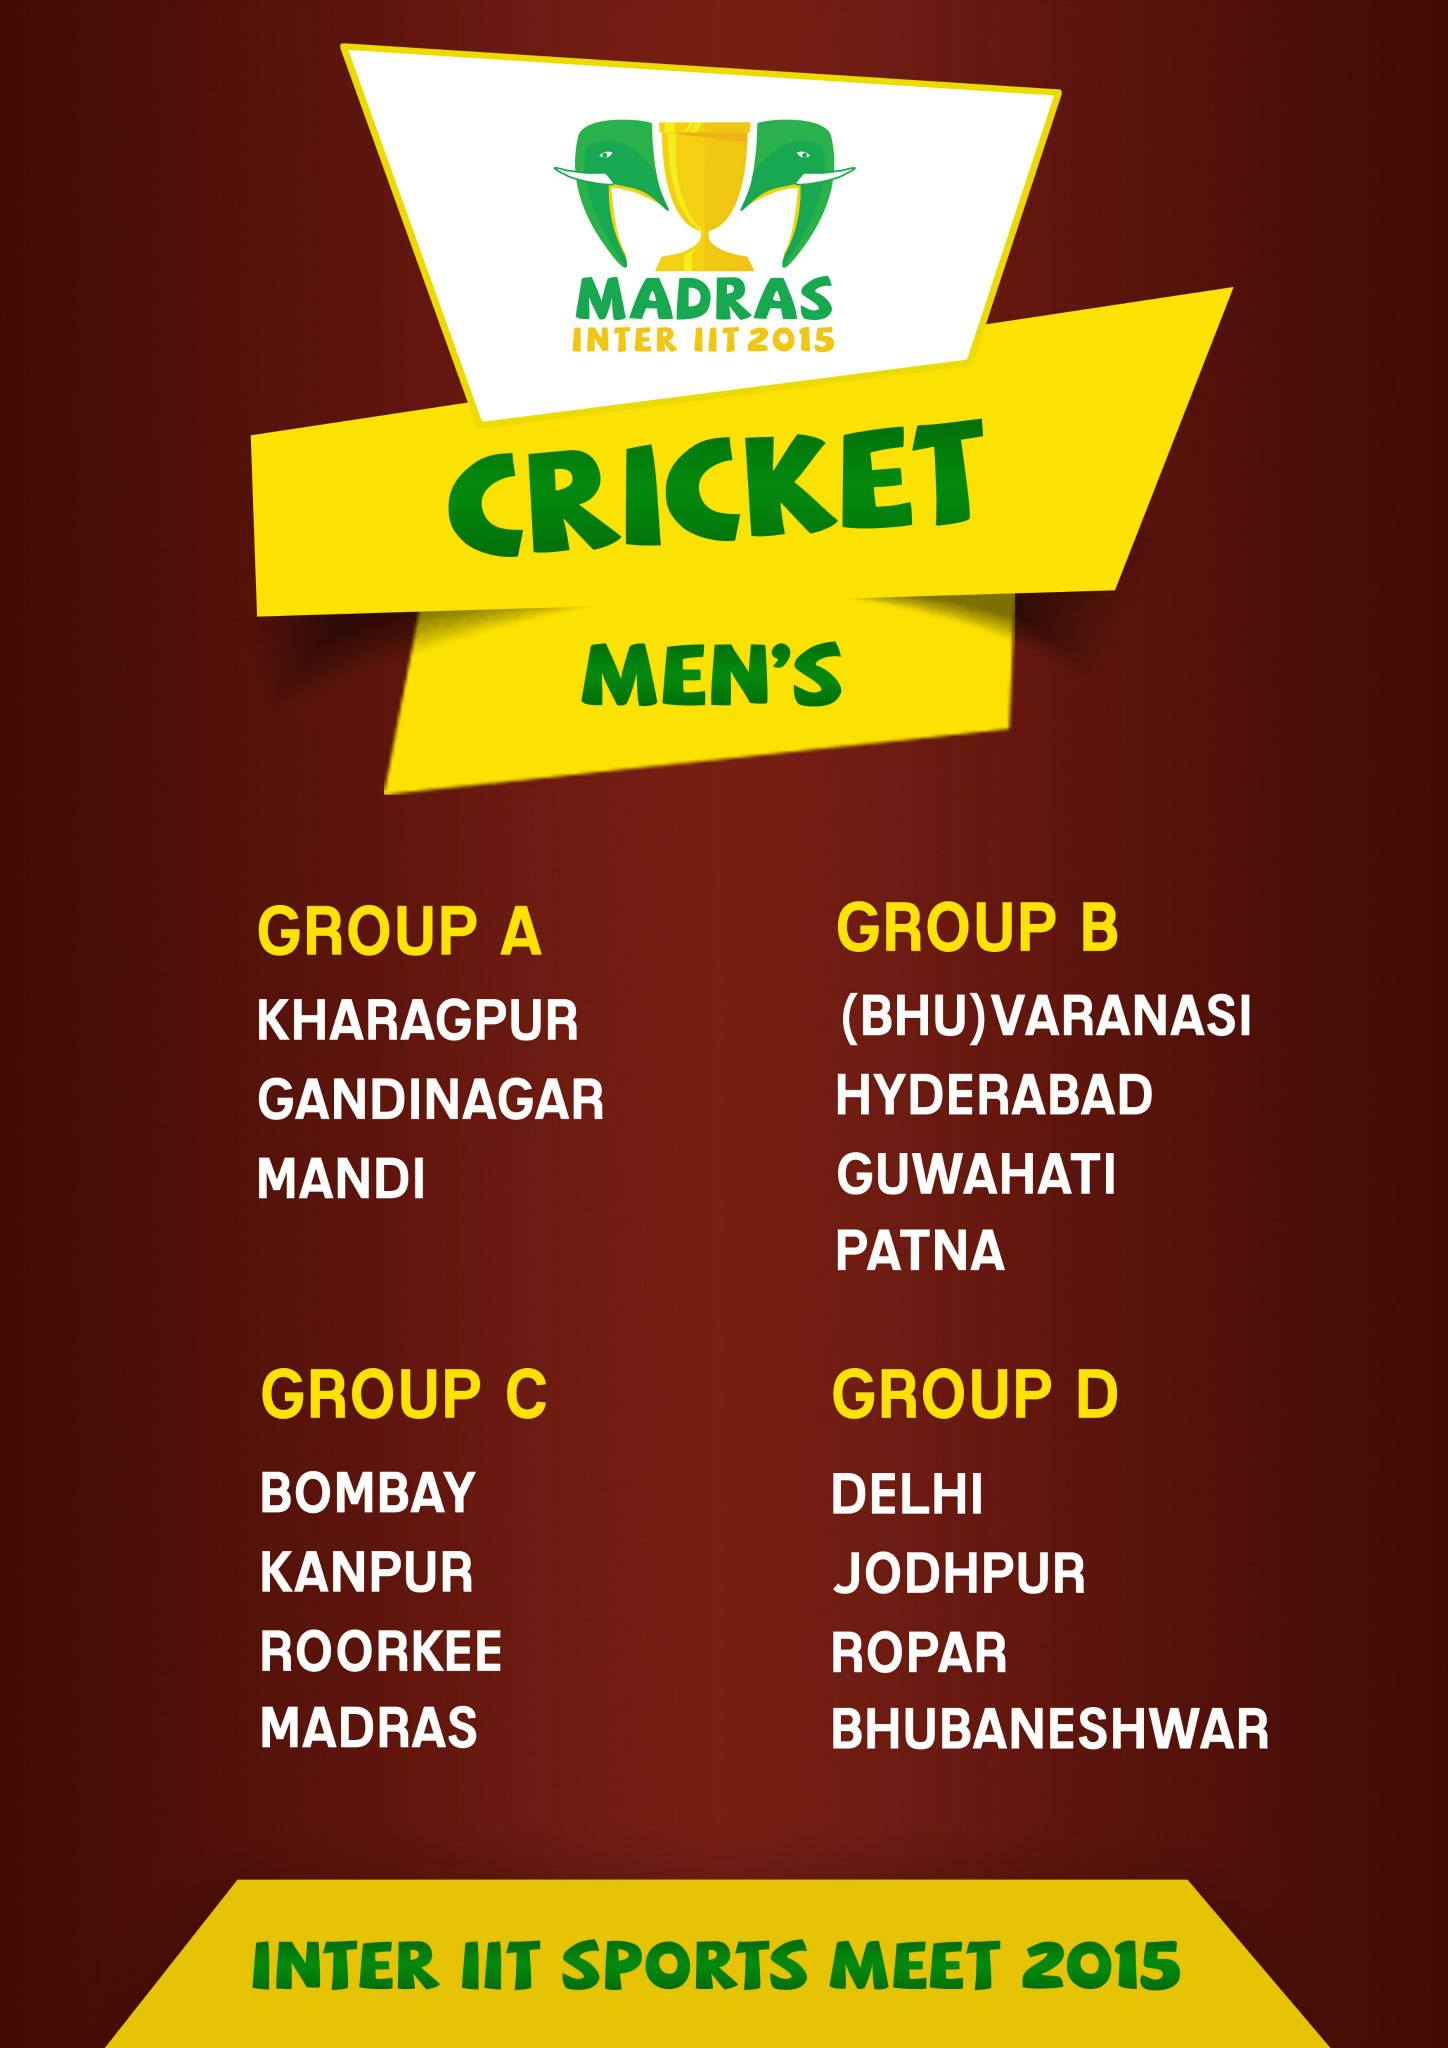 MADRAS
INTER IIT 2015
CRICKET
MEN'S
GROUP A
KHARAGPUR
GANDINAGAR
MANDI
GROUP B
(BHU)VARANASI
HYDERABAD
GUWAHATI
PATNA
GROUP C
BOMBAY
KANPUR
ROORKEE
MADRAS
GROUP D
DELHI
JODHPUR
ROPAR
BHUBANESHWAR
INTER IIT SPORTS MEET 2015